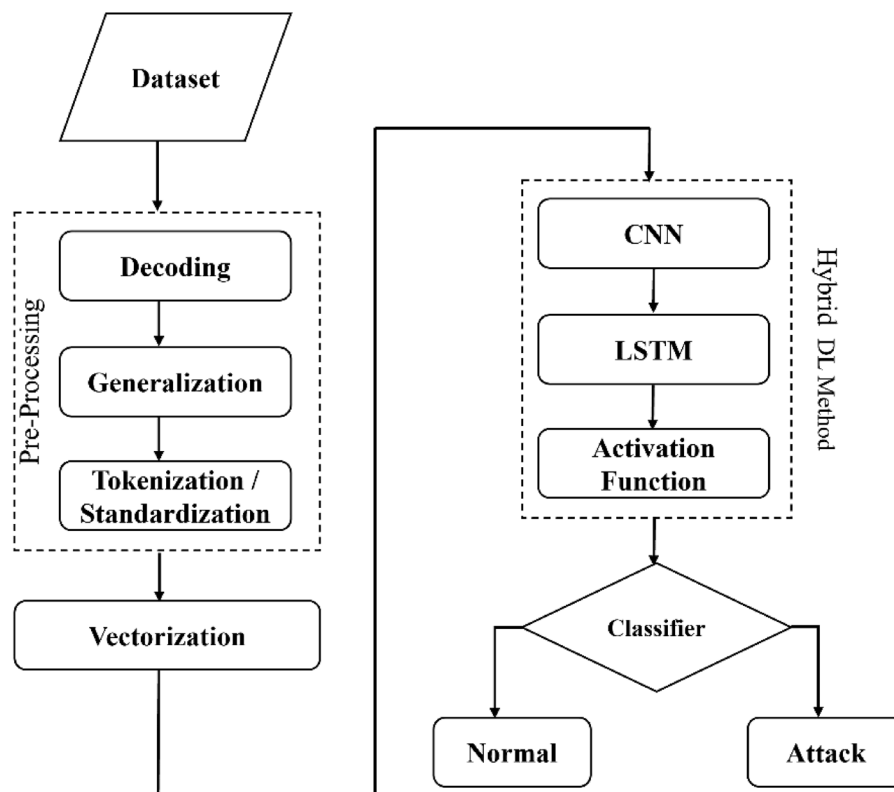 Dataset
Pre-Processing
Decoding
Generalization
Tokenization /
Standardization
Vectorization
Hybrid DL Method
CNN
LSTM
Activation
Function
Classifier
Normal
Attack